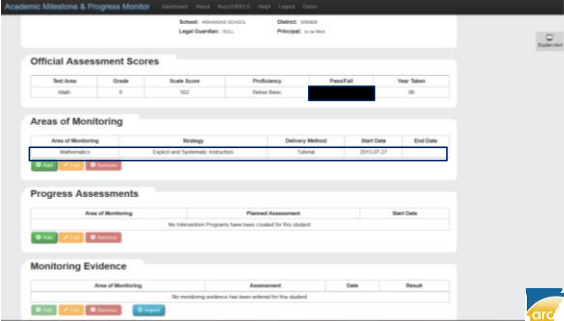 Academic Milestone & Progress Monitor Dashboard About Logout
School: ARKANSAS SCHOOL District:
Legal Guardian: NULL Principal: to be filled
Official Assessment Scores
Test Area Grade Scale Score Proficiency Pass/Fail Year Taken
Math 502 Below Basic
Areas of Monitoring
Area of Monitoring Strategy Delivery Method Start Date End Date
Mathematics Explicit and Systematic Instruction Tutorial 2013-07-27
Add Edit Remove
Progress Assessments
Area of Monitoring Planned Assessment Start Date
No Intervention Programs have been created for this student.
Add Edit Remove
Monitoring Evidence
Area of Monitoring Assessment Date Result
No monitoring evidence has been entered for this student.
Add Edit Remove Import
arc